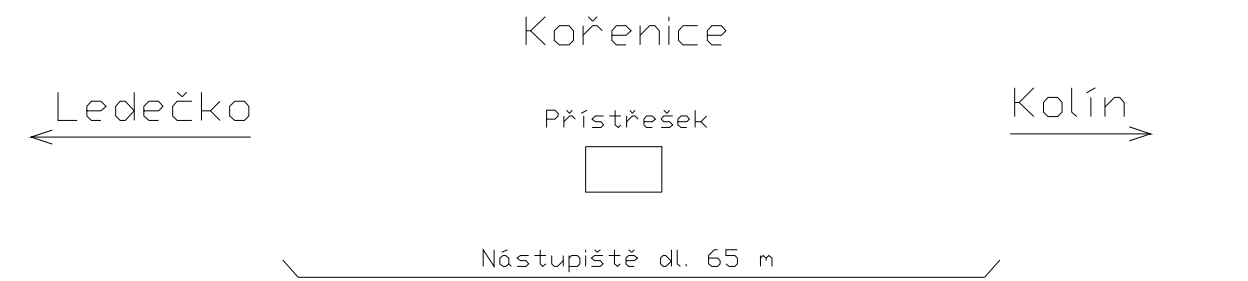 Kořenice
Ledečko
Kolín
Přístřešek
Nástupiště dl. 65 m